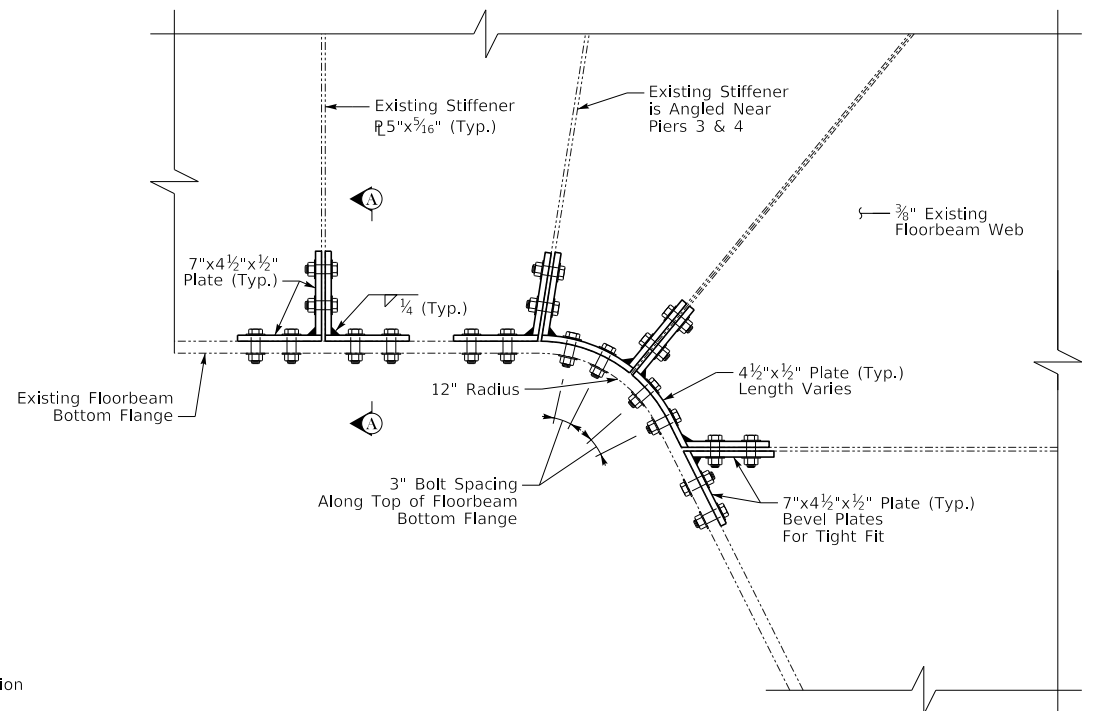 Existing Stiffener
℄5"x5⁄16" (Typ.)
Existing Stiffener
is Angled Near
Piers 3 & 4
A
3⁄8" Existing
Floorbeam Web
7"x4½"x½"
Plate (Typ.)
¼ (Typ.)
Existing Floorbeam
Bottom Flange
12" Radius
4½"x½" Plate (Typ.)
Length Varies
A
3" Bolt Spacing
Along Top of Floorbeam
Bottom Flange
7"x4½"x½" Plate (Typ.)
Bevel Plates
For Tight Fit
ion